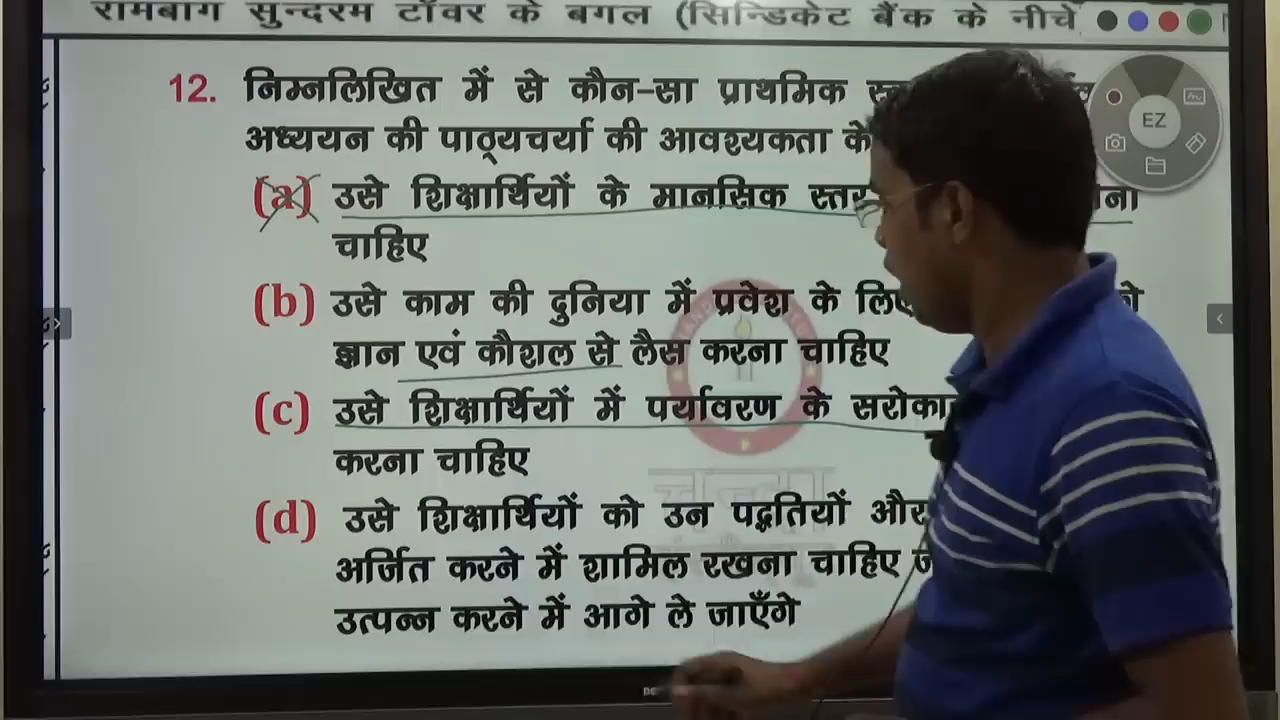 रामबाग सुन्दरम टॉवर के बगल (सिन्डिकेट बैंक के नीचे
12. निम्नलिखित में से कौन-सा प्राथमिक
EZ
अध्ययन की पाठ्यचर्या की आवश्यकता के
(a) उसे शिक्षार्थियों के मानसिक स्तर
चाहिए
(b) उसे काम की दुनिया में प्रवेश के लिए
ज्ञान एवं कौशल से लैस करना चाहिए
(c) उसे शिक्षार्थियों में पर्यावरण के
करना चाहिए
(d) उसे शिक्षार्थियों को उन पद्धतियों और
अर्जित करने में शामिल रखना चाहिए
उत्पन्न करने में आगे ले जाएँगे